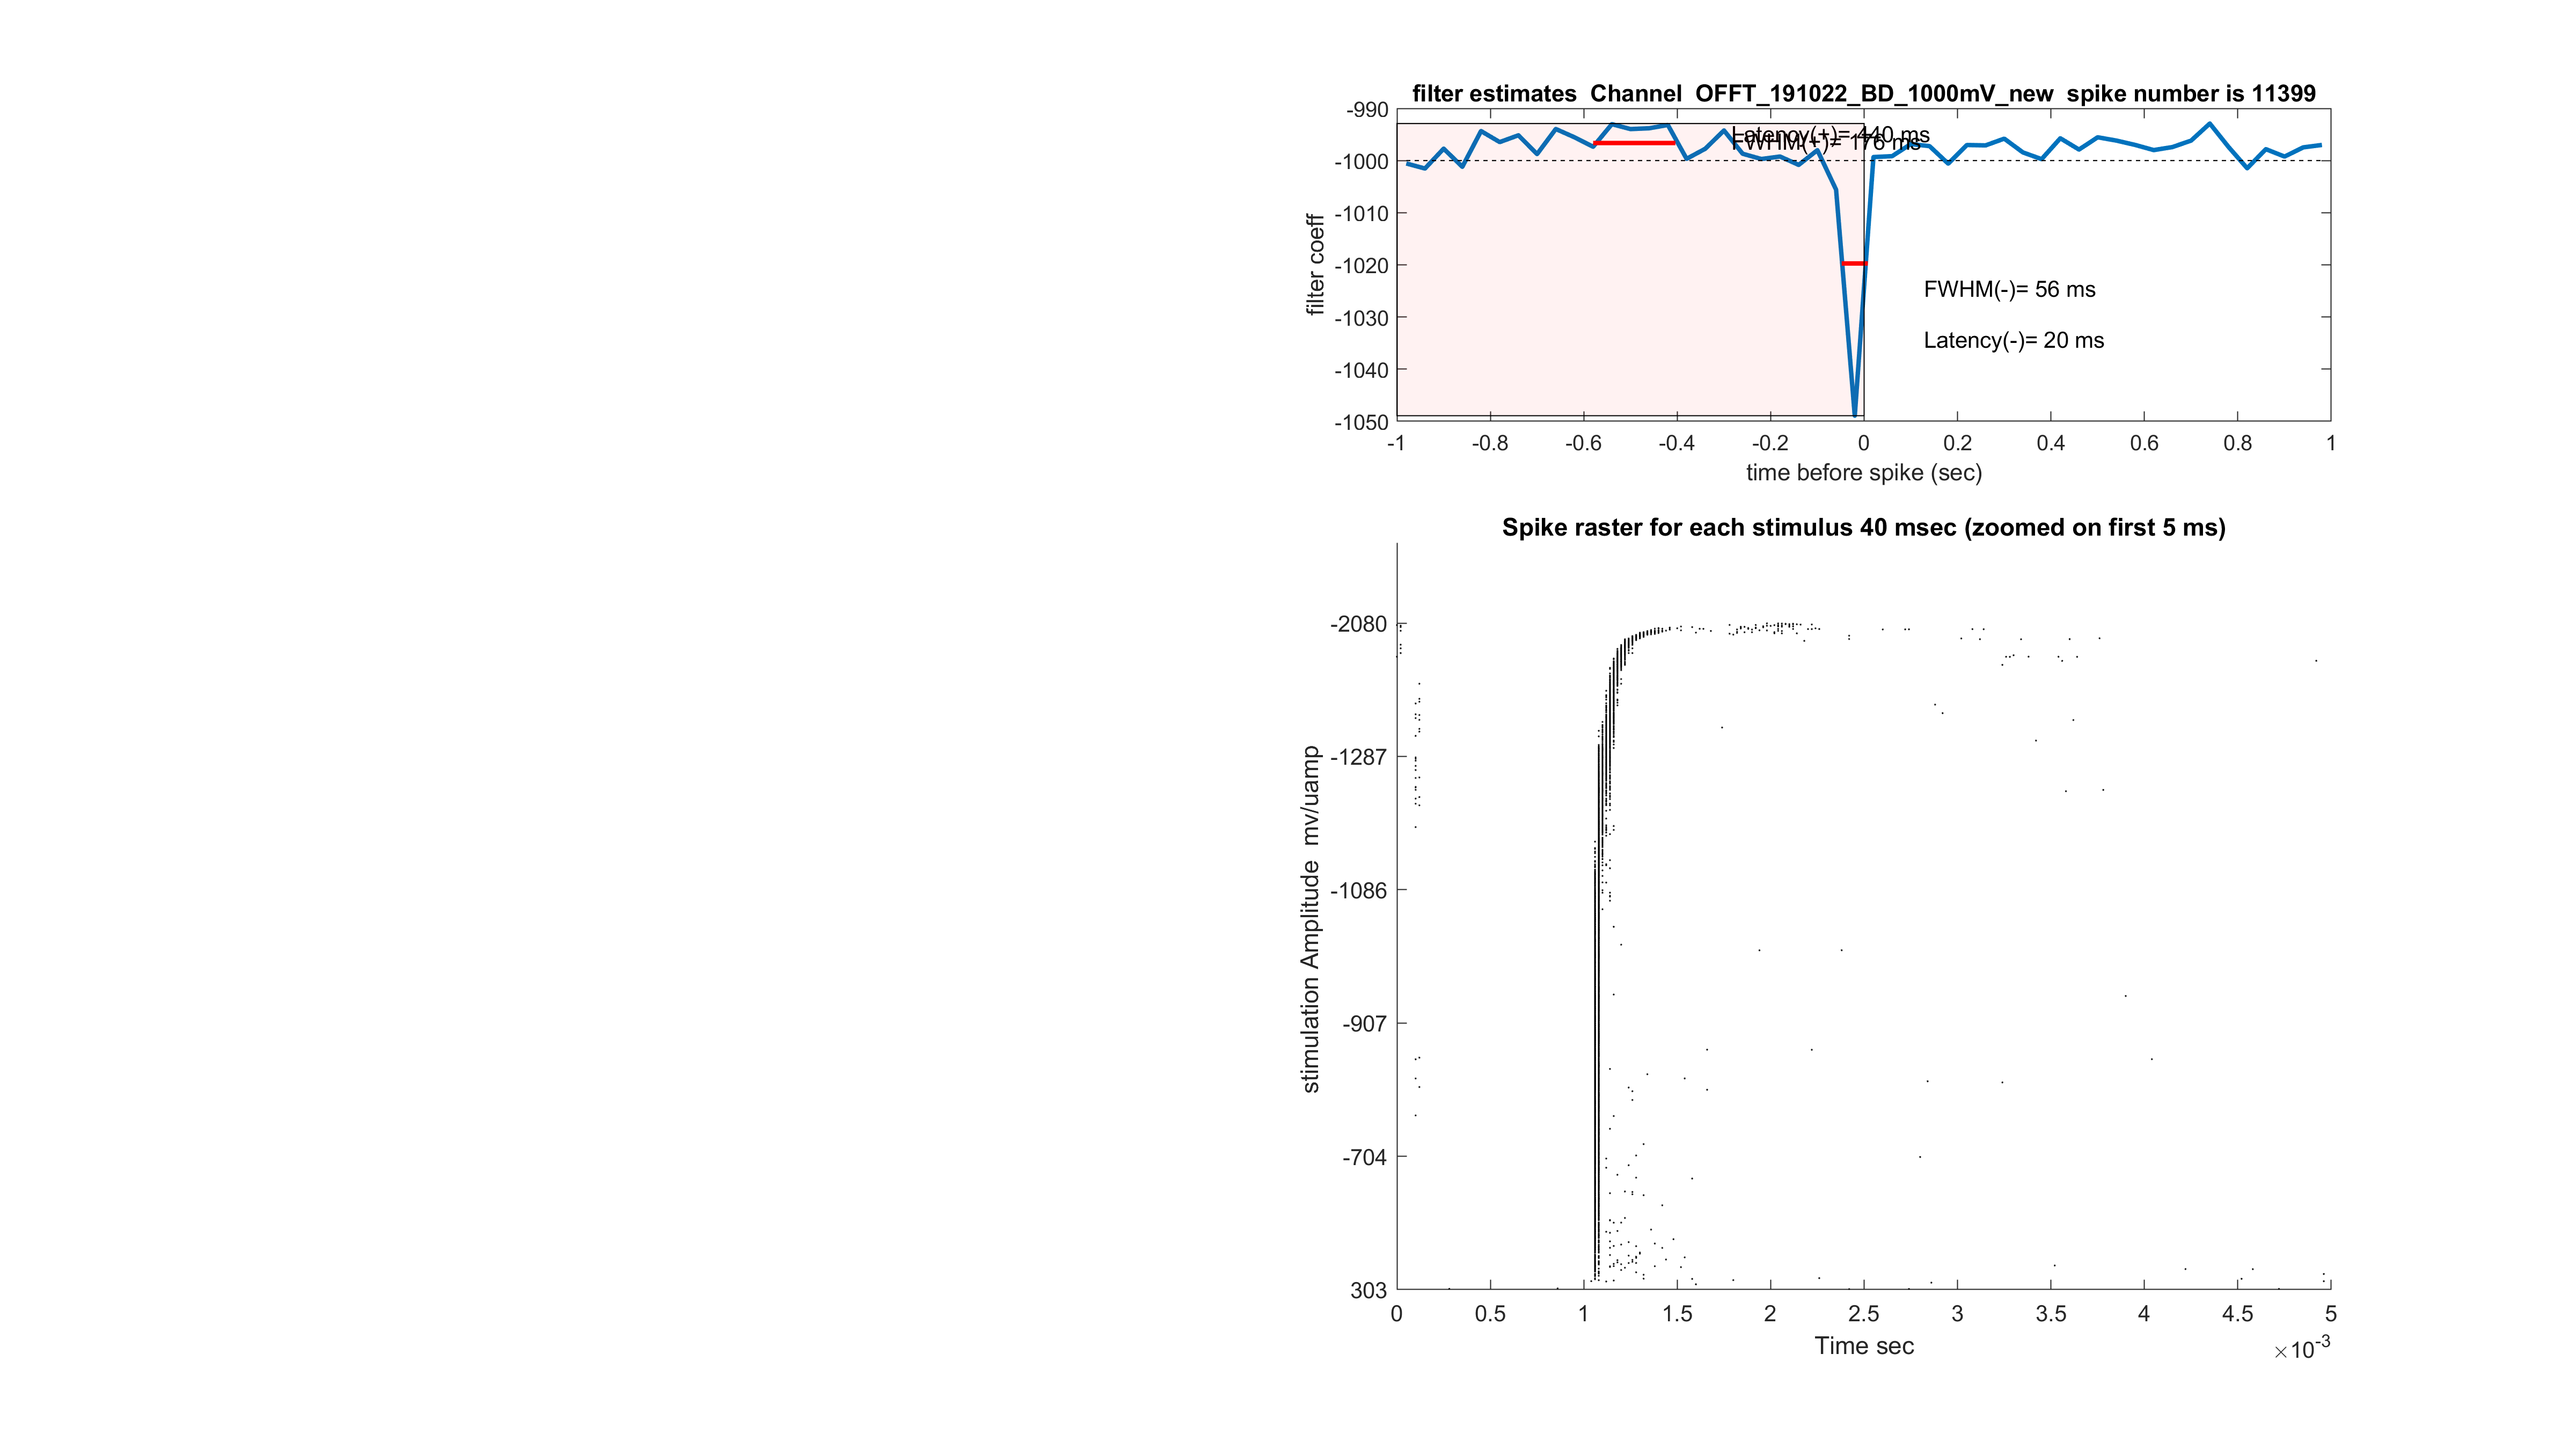 filter estimates  Channel  OFFT_191022_BD_1000mV_new  spike number is 11399
-990
-1000
-1010
-1020
-1030
-1040
-1050
filter coeff
Latency(+)= 440 ms
FWHM(+)= 176 ms
FWHM(-)= 56 ms
Latency(-)= 20 ms
-1 -0.8 -0.6 -0.4 -0.2 0 0.2 0.4 0.6 0.8 1
time before spike (sec)
Spike raster for each stimulus 40 msec (zoomed on first 5 ms)
-2080
-1287
-1086
-907
-704
303
stimulation Amplitude  mv/uamp
0 0.5 1 1.5 2 2.5 3 3.5 4 4.5 5
Time sec
×10-3